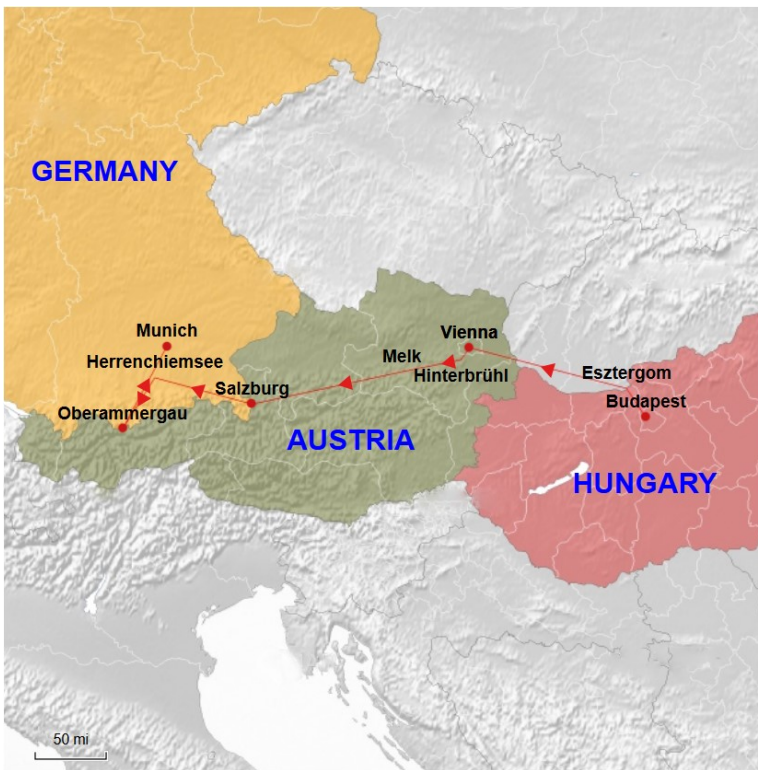 GERMANY
Munich
Vienna
Herrenchiemsee
Melk
Hinterbrühl
Esztergom
Salzburg
Budapest
Oberammergau
AUSTRIA
HUNGARY
50 mi